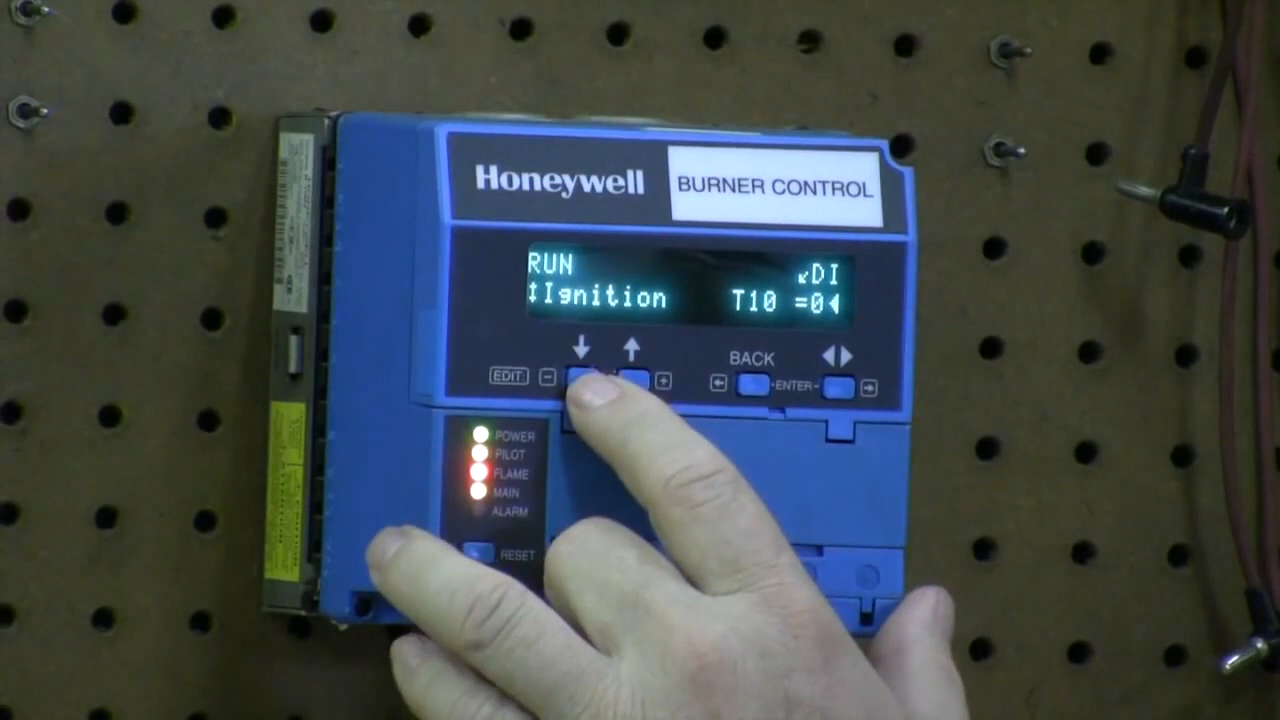 Honeywell
BURNER CONTROL
RUN ↙DI
↕Ignition T10 =0◀
↓ ↑ BACK ◀▶
EDIT: − + ← -ENTER- →
POWER
PILOT
FLAME
MAIN
ALARM
RESET